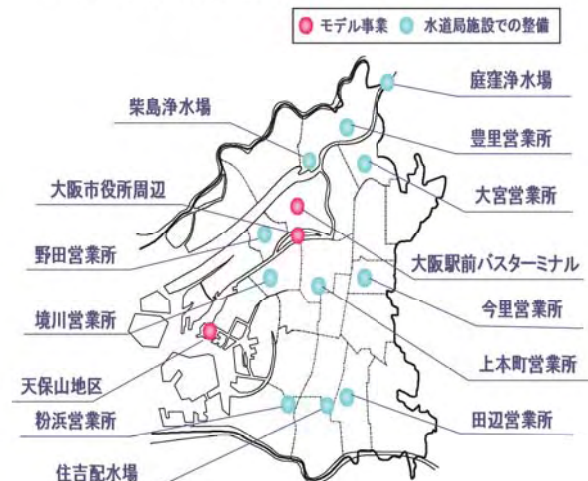 モデル事業 水道局施設での整備
庭窪浄水場
柴島浄水場
豊里営業所
大宮営業所
大阪市役所周辺
野田営業所
大阪駅前バスターミナル
境川営業所
今里営業所
上本町営業所
天保山地区
粉浜営業所
田辺営業所
住吉配水場